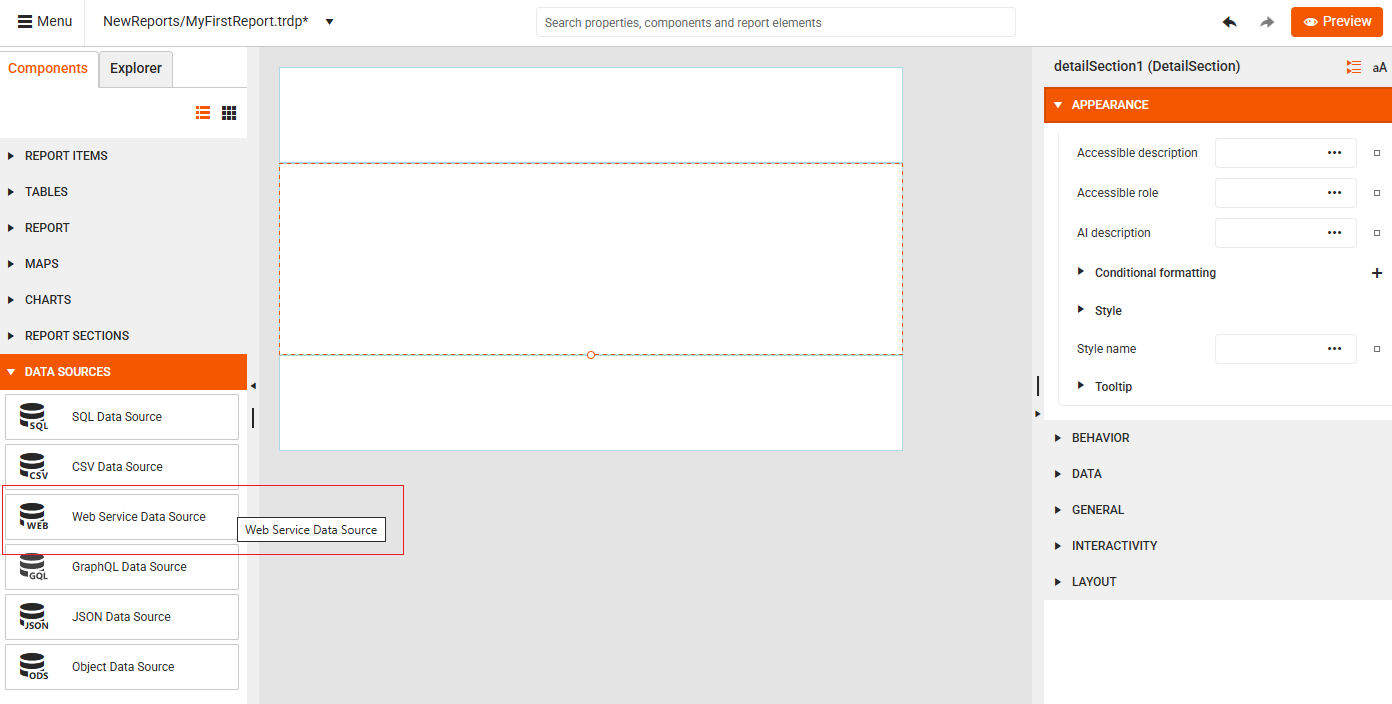 Menu
NewReports/MyFirstReport.trdp*
Search properties, components and report elements
Preview
Components
Explorer
REPORT ITEMS
TABLES
REPORT
MAPS
CHARTS
REPORT SECTIONS
DATA SOURCES
SQL
SQL Data Source
CSV
CSV Data Source
WEB
Web Service Data Source
Web Service Data Source
GQL
GraphQL Data Source
JSON
JSON Data Source
ODS
Object Data Source
detailSection1 (DetailSection)
aA
APPEARANCE
Accessible description
Accessible role
AI description
Conditional formatting
Style
Style name
Tooltip
BEHAVIOR
DATA
GENERAL
INTERACTIVITY
LAYOUT